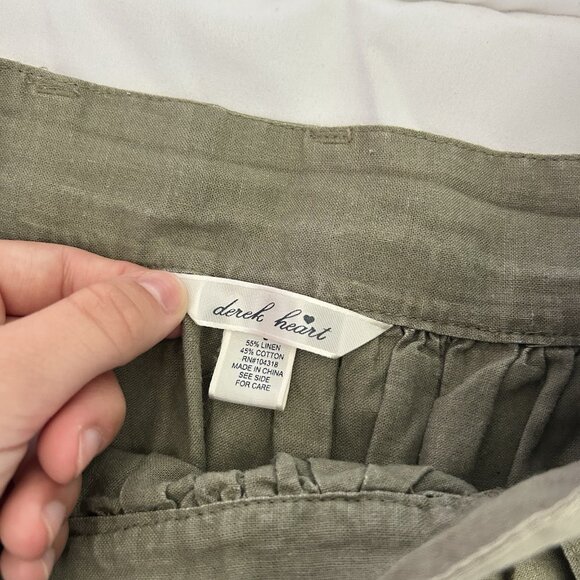 derek heart
55% LINEN
45% COTTON
RN#104318
MADE IN CHINA
SEE SIDE
FOR CARE